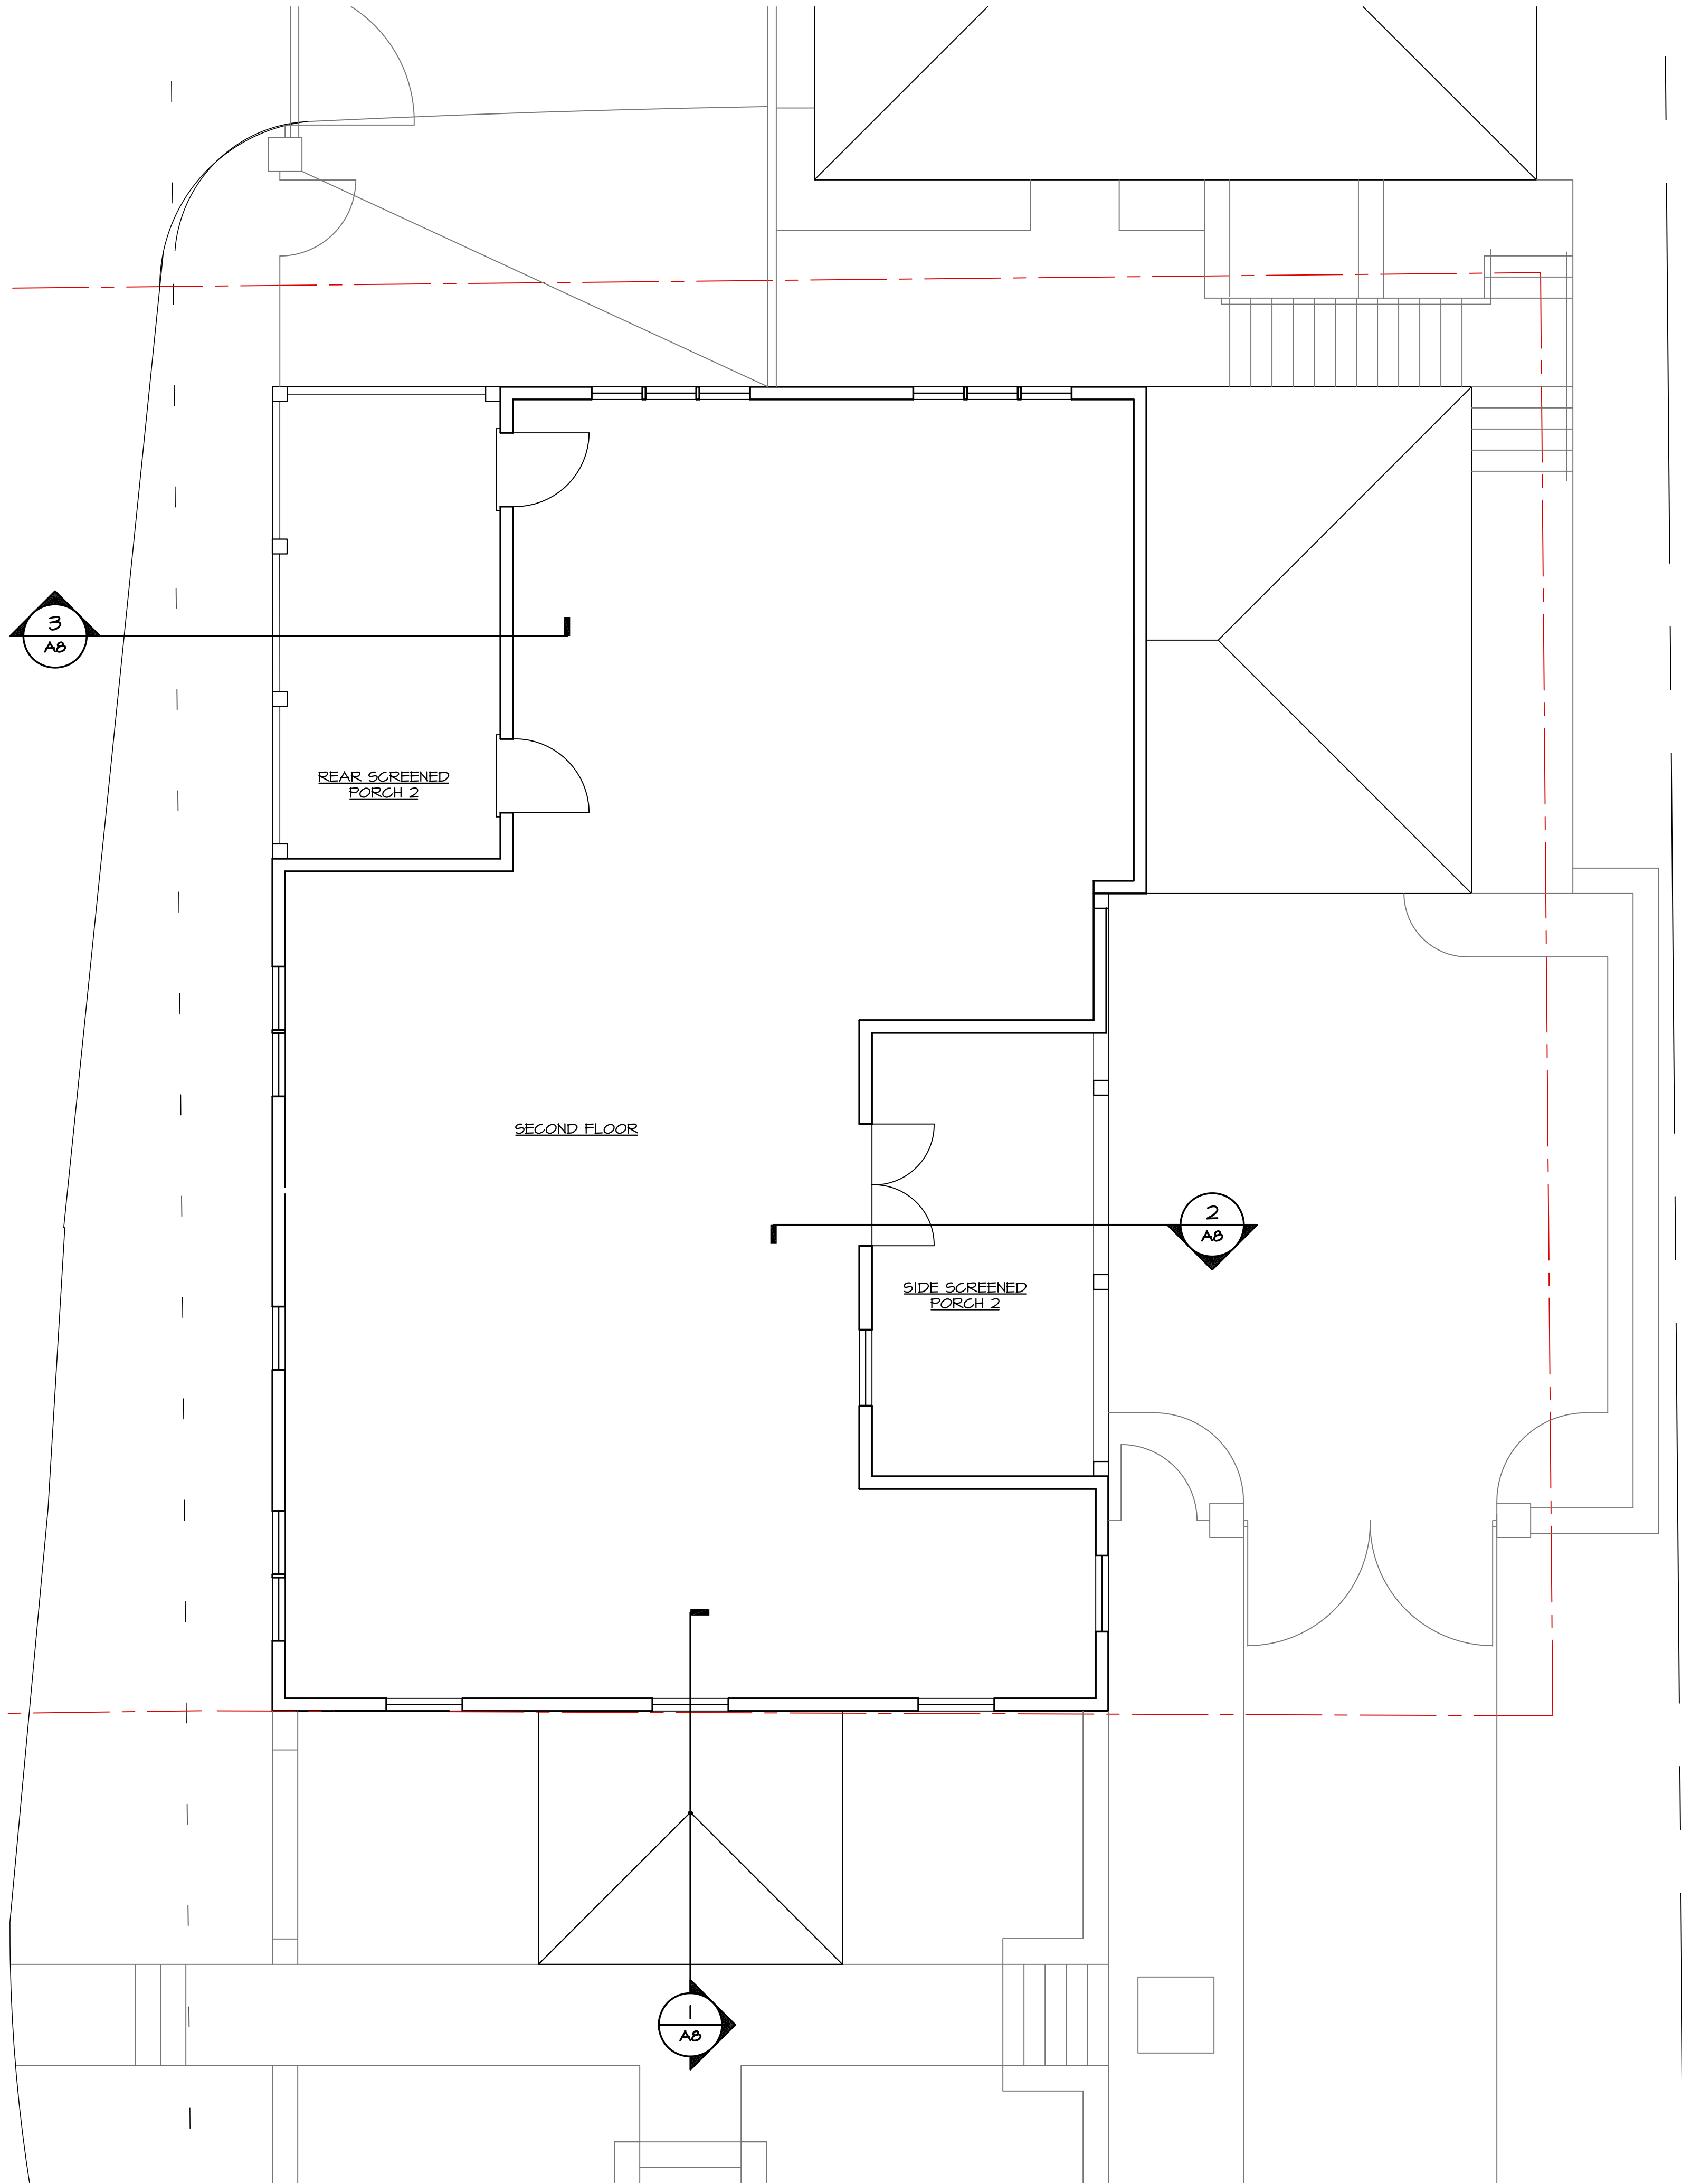 3
A8
REAR SCREENED
PORCH 2
SECOND FLOOR
2
A8
SIDE SCREENED
PORCH 2
1
A8